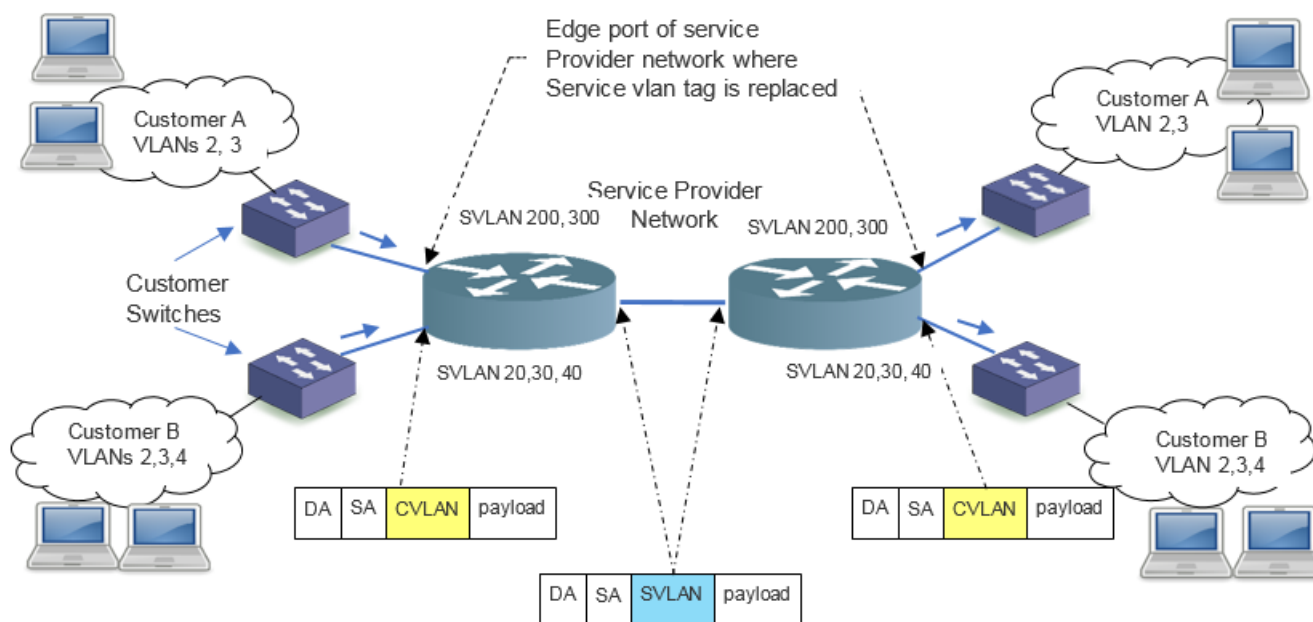 Edge port of service
Provider network where
Service vlan tag is replaced
Customer A
VLANs 2, 3
Customer A
VLAN 2,3
Service Provider
Network
SVLAN 200, 300
SVLAN 200, 300
Customer
Switches
SVLAN 20,30, 40
SVLAN 20,30, 40
Customer B
VLANs 2,3,4
Customer B
VLAN 2,3,4
DA SA CVLAN payload
DA SA CVLAN payload
DA SA SVLAN payload